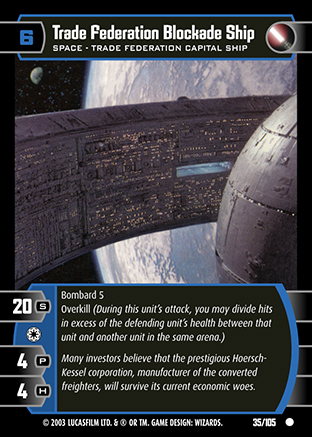 6 Trade Federation Blockade Ship
SPACE • TRADE FEDERATION CAPITAL SHIP
Bombard 5
20 S
Overkill (During this unit's attack, you may divide hits
in excess of the defending unit's health between that
unit and another unit in the same arena.)
4 P
Many investors believe that the prestigious Hoersch-
Kessel corporation, manufacturer of the converted
4 H
freighters, will survive its current economic woes.
© 2003 LUCASFILM LTD. & ® OR TM. GAME DESIGN: WIZARDS. 35/105